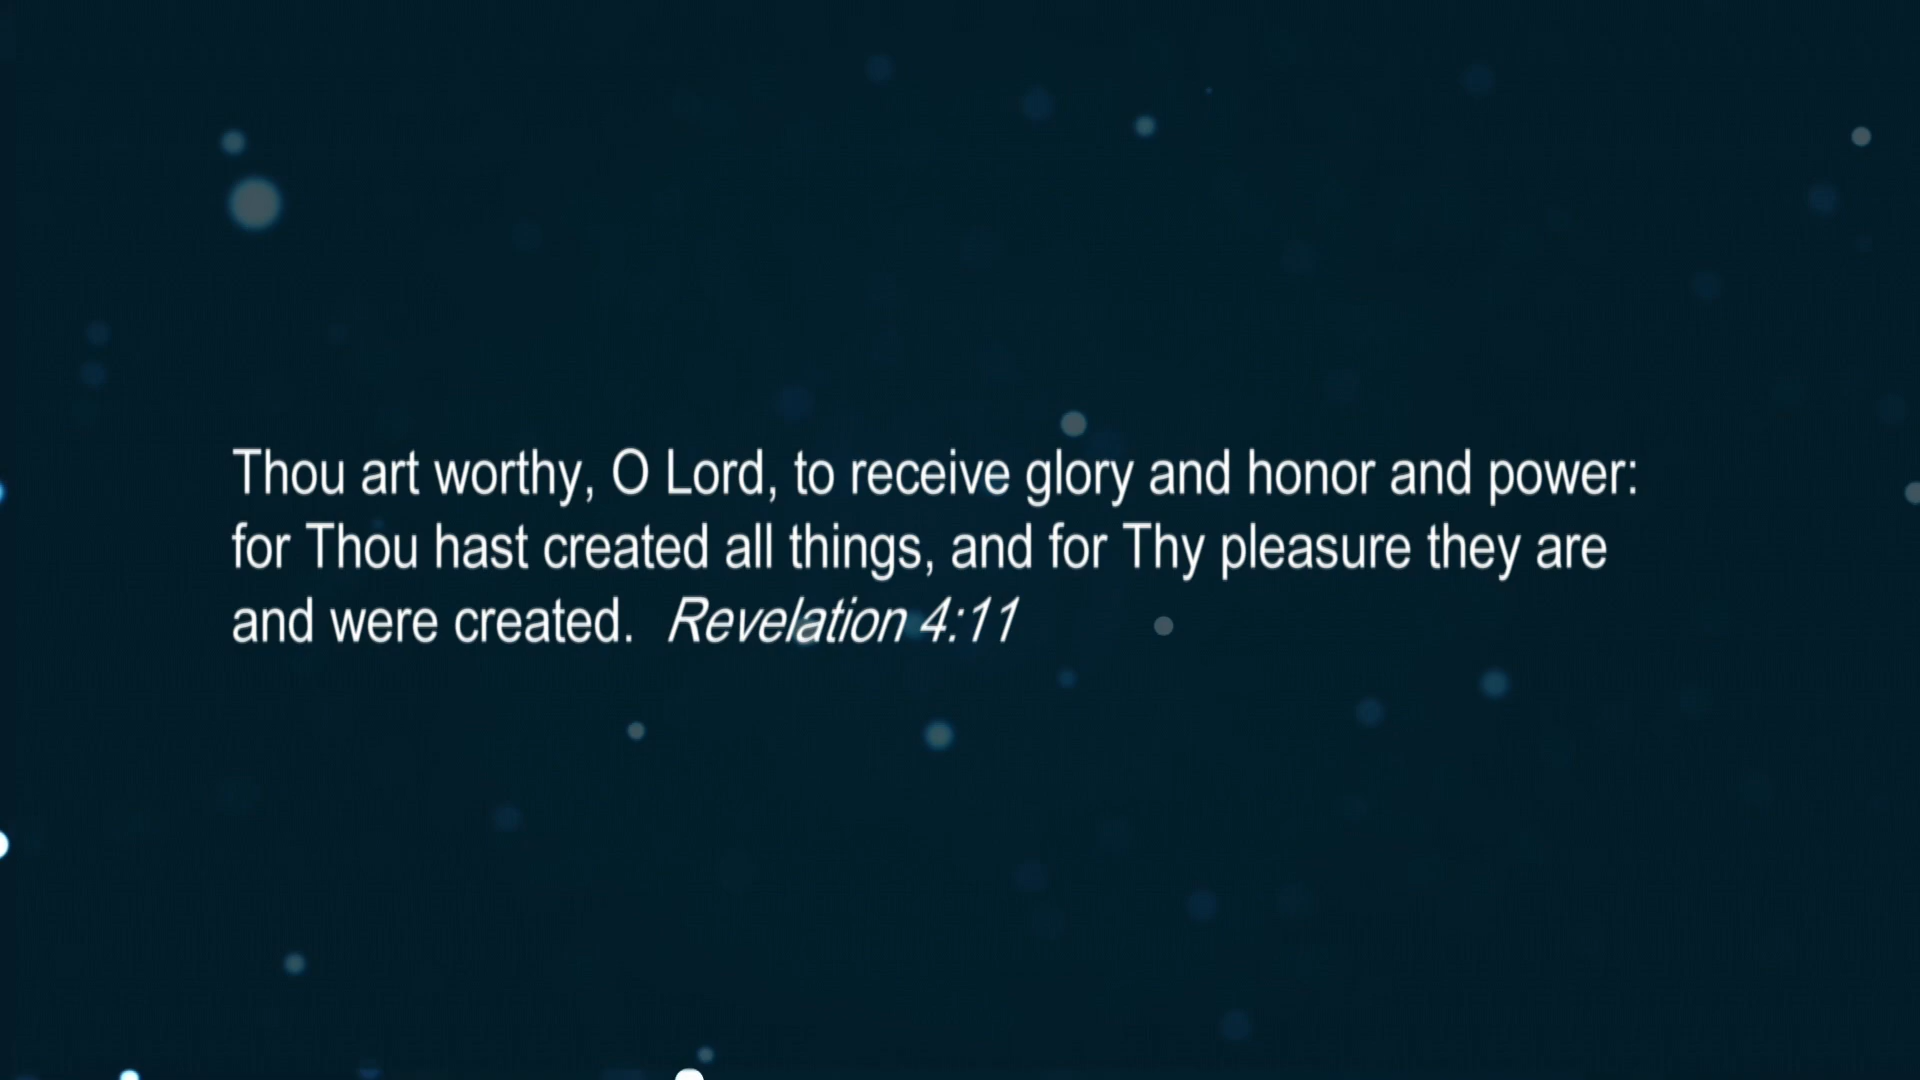 Thou art worthy, O Lord, to receive glory and honor and power:
for Thou hast created all things, and for Thy pleasure they are
and were created. Revelation 4:11